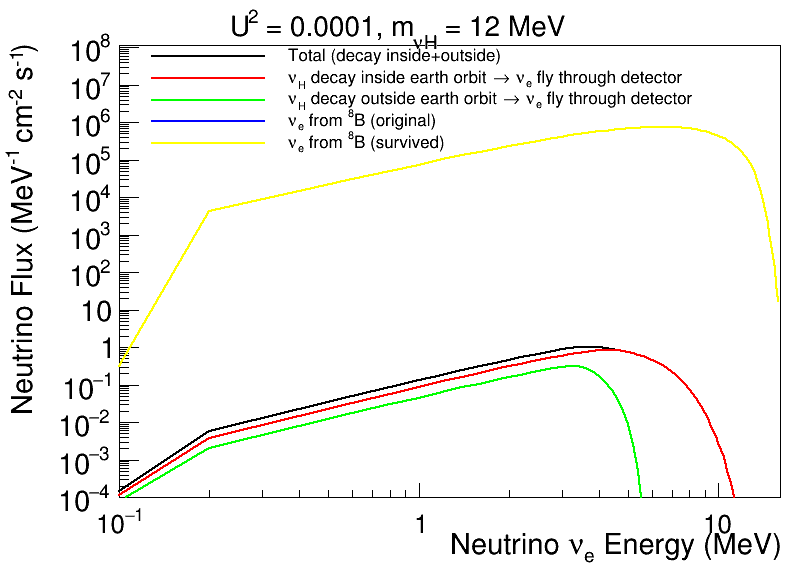 U² = 0.0001, m_νH = 12 MeV
Total (decay inside+outside)
ν_H decay inside earth orbit → ν_e fly through detector
ν_H decay outside earth orbit → ν_e fly through detector
ν_e from ⁸B (original)
ν_e from ⁸B (survived)
Neutrino Flux (MeV⁻¹ cm⁻² s⁻¹)
10⁸
10⁷
10⁶
10⁵
10⁴
10³
10²
10
1
10⁻¹
10⁻²
10⁻³
10⁻⁴
10⁻¹ 1 10
Neutrino ν_e Energy (MeV)